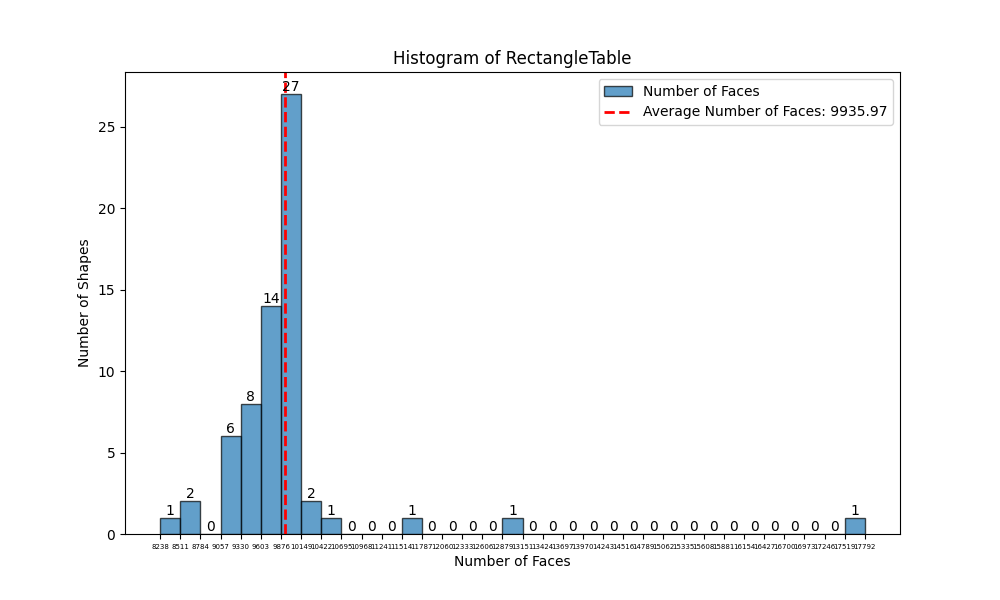 Histogram of RectangleTable
Number of Faces
Average Number of Faces: 9935.97
Number of Shapes
25
20
15
10
5
0
1 2 0 6 8 14 27 2 1 0 0 0 1 0 0 0 0 1 0 0 0 0 0 0 0 0 0 0 0 0 0 0 0 0 1
8238 8511 8784 9057 9330 9603 9876 10149 10422 10695 10968 11241 11514 11787 12060 12333 12606 12879 13151 13424 13697 13970 14243 14516 14789 15062 15335 15608 15881 16154 16427 16700 16973 17246 17519 17792
Number of Faces